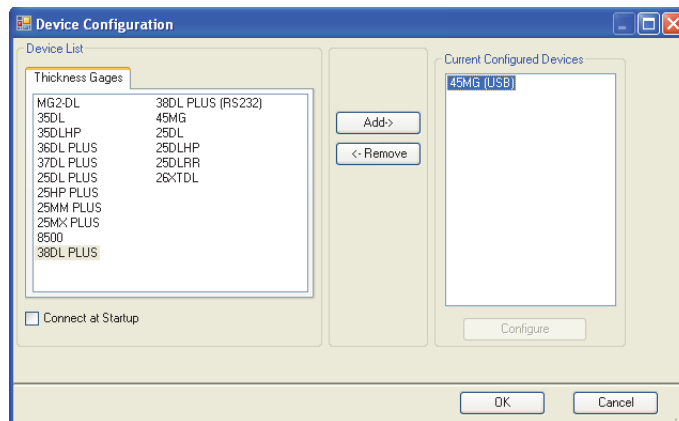 Device Configuration
Device List
Thickness Gages
MG2-DL
35DL
35DLHP
36DL PLUS
37DL PLUS
25DL PLUS
25HP PLUS
25MM PLUS
25MX PLUS
8500
38DL PLUS
38DL PLUS (RS232)
45MG
25DL
25DLHP
25DLRR
26XTDL
Connect at Startup
Add->
<- Remove
Current Configured Devices
45MG (USB)
Configure
OK
Cancel